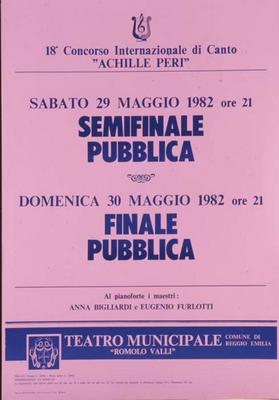 18° Concorso Internazionale di Canto
"ACHILLE PERI"
SABATO 29 MAGGIO 1982 ore 21
SEMIFINALE
PUBBLICA
DOMENICA 30 MAGGIO 1982 ore 21
FINALE
PUBBLICA
Al pianoforte i maestri:
ANNA BIGLIARDI e EUGENIO FURLOTTI
TEATRO MUNICIPALE
"ROMOLO VALLI"
COMUNE DI
REGGIO EMILIA